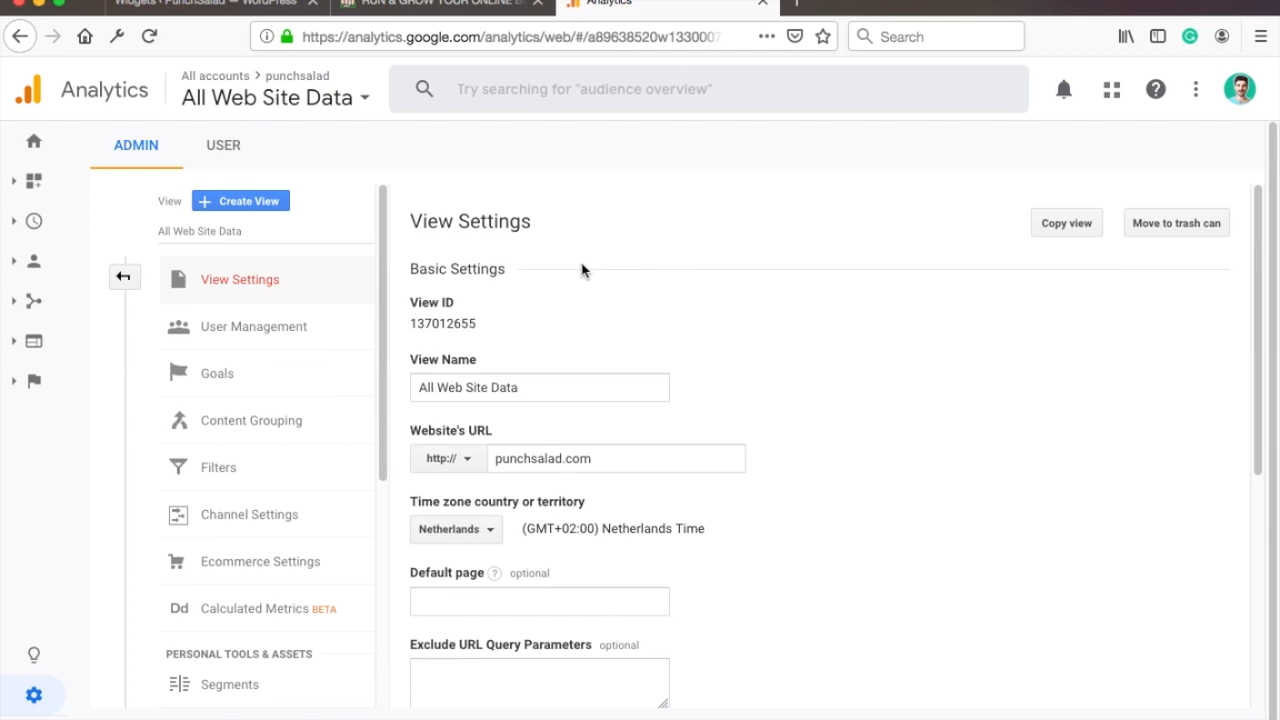 Widgets ‹ PunchSalad — WordPress
RUN & GROW YOUR ONLINE B
Analytics
https://analytics.google.com/analytics/web/#/a89638520w1330007
Search
Analytics
All accounts > punchsalad
All Web Site Data
Try searching for "audience overview"
ADMIN
USER
View
+ Create View
All Web Site Data
View Settings
User Management
Goals
Content Grouping
Filters
Channel Settings
Ecommerce Settings
Dd Calculated Metrics BETA
PERSONAL TOOLS & ASSETS
Segments
View Settings
Copy view
Move to trash can
Basic Settings
View ID
137012655
View Name
All Web Site Data
Website's URL
http://
punchsalad.com
Time zone country or territory
Netherlands
(GMT+02:00) Netherlands Time
Default page ? optional
Exclude URL Query Parameters optional